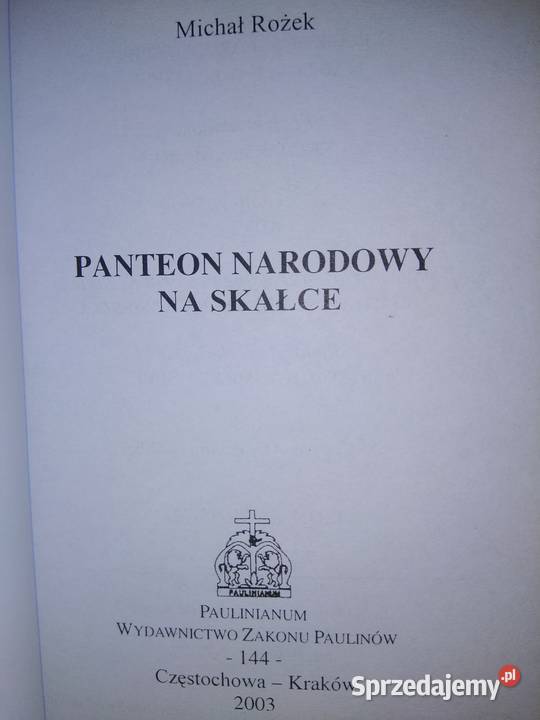 Michał Rożek
PANTEON NARODOWY
NA SKAŁCE
PAULINIANUM
PAULINIANUM
WYDAWNICTWO ZAKONU PAULINÓW
- 144 -
Częstochowa – Kraków
2003
Sprzedajemy.pl